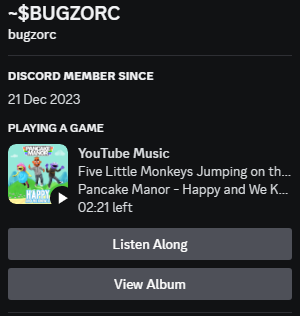 ~$BUGZORC
bugzorc
DISCORD MEMBER SINCE
21 Dec 2023
PLAYING A GAME
PANCAKE
MANOR
HAPPY
YouTube Music
Five Little Monkeys Jumping on th...
Pancake Manor - Happy and We K...
02:21 left
Listen Along
View Album